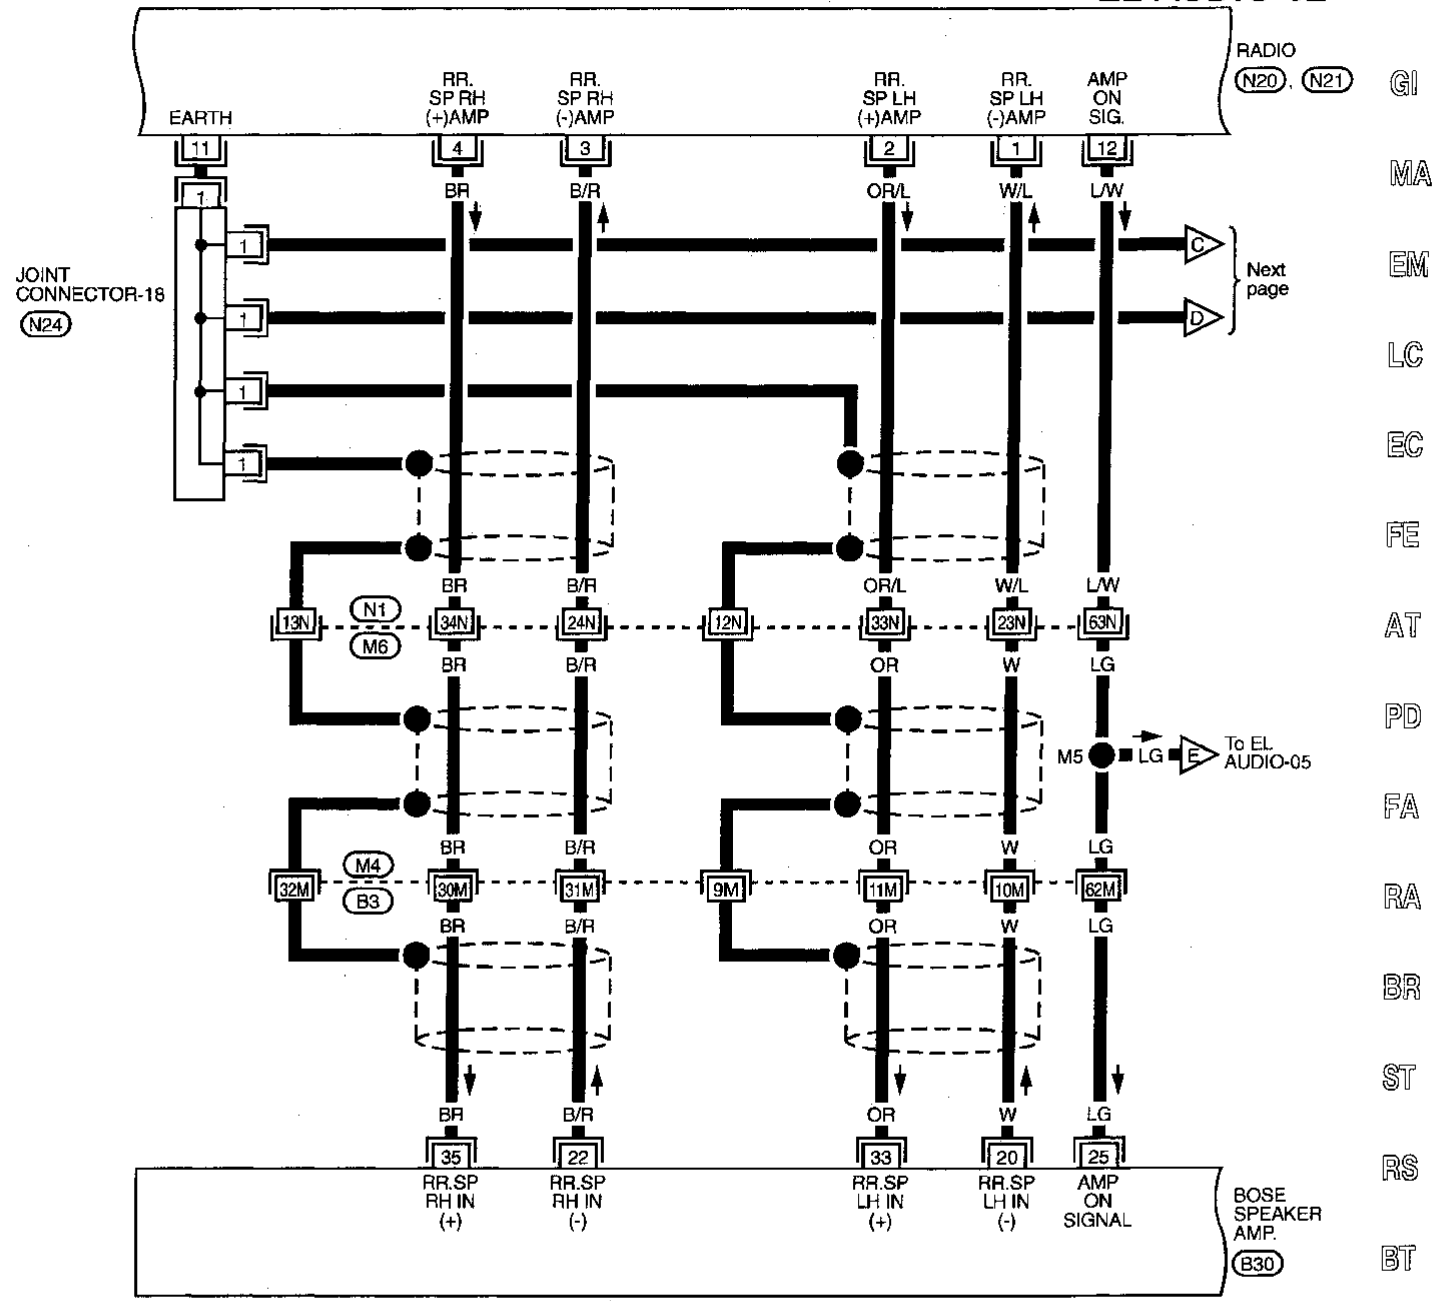 RADIO
N20, N21
GI
RR.
SP RH
(+)AMP
RR.
SP RH
(-)AMP
RR.
SP LH
(+)AMP
RR.
SP LH
(-)AMP
AMP
ON
SIG.
EARTH
11 4 3 2 1 12
MA
1
BR B/R OR/L W/L L/W
1 C
EM
JOINT
CONNECTOR-18
N24
Next
page
1 D
LC
1
EC
1
FE
BR B/R OR/L W/L L/W
13N N1 34N 24N 12N 33N 23N 63N
AT
M6
BR B/R OR W LG
PD
M5 LG E To EL
AUDIO-05
FA
BR B/R OR W LG
M4
32M 30M 31M 9M 11M 10M 62M
RA
B3
BR B/R OR W LG
BR
ST
BR B/R OR W LG
35 22 33 20 25
RS
RR.SP
RH IN
(+)
RR.SP
RH IN
(-)
RR.SP
LH IN
(+)
RR.SP
LH IN
(-)
AMP
ON
SIGNAL
BOSE
SPEAKER
AMP.
B30
BT